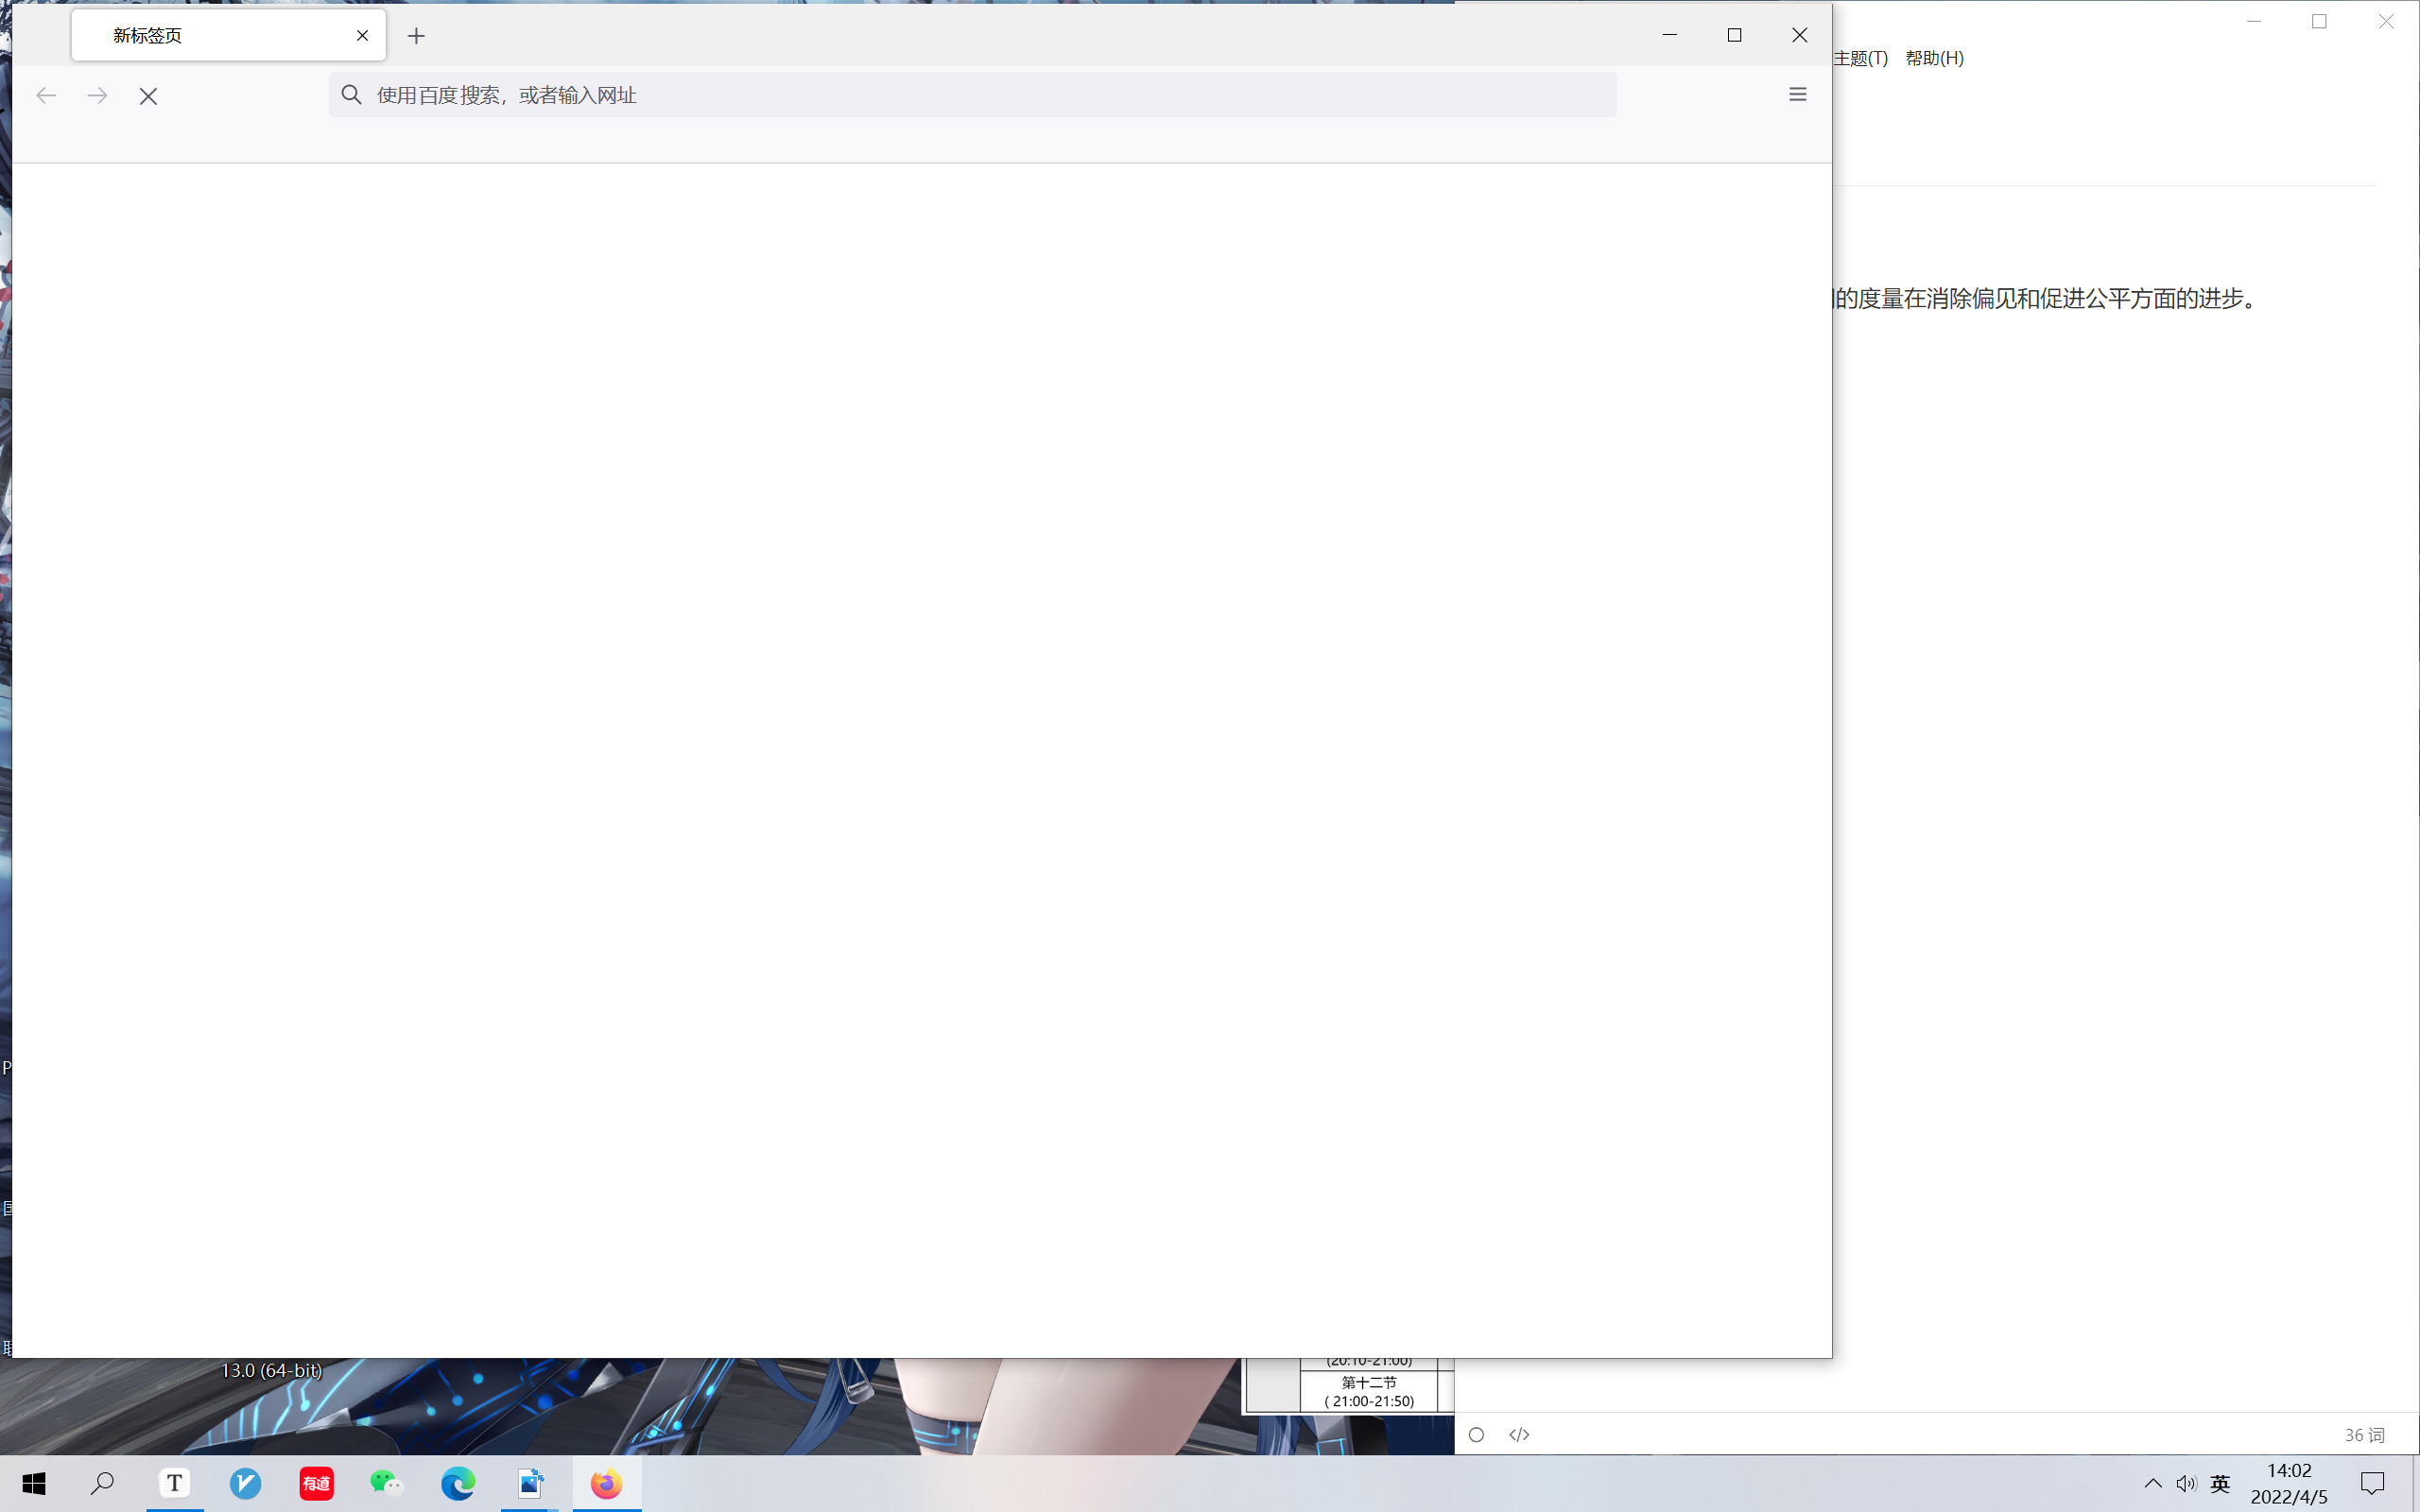 新标签页
使用百度搜索，或者输入网址
主题(T) 帮助(H)
的度量在消除偏见和促进公平方面的进步。
P
13.0 (64-bit)
(20:10-21:00)
第十二节
( 21:00-21:50)
36 词
T
有道
英
14:02
2022/4/5